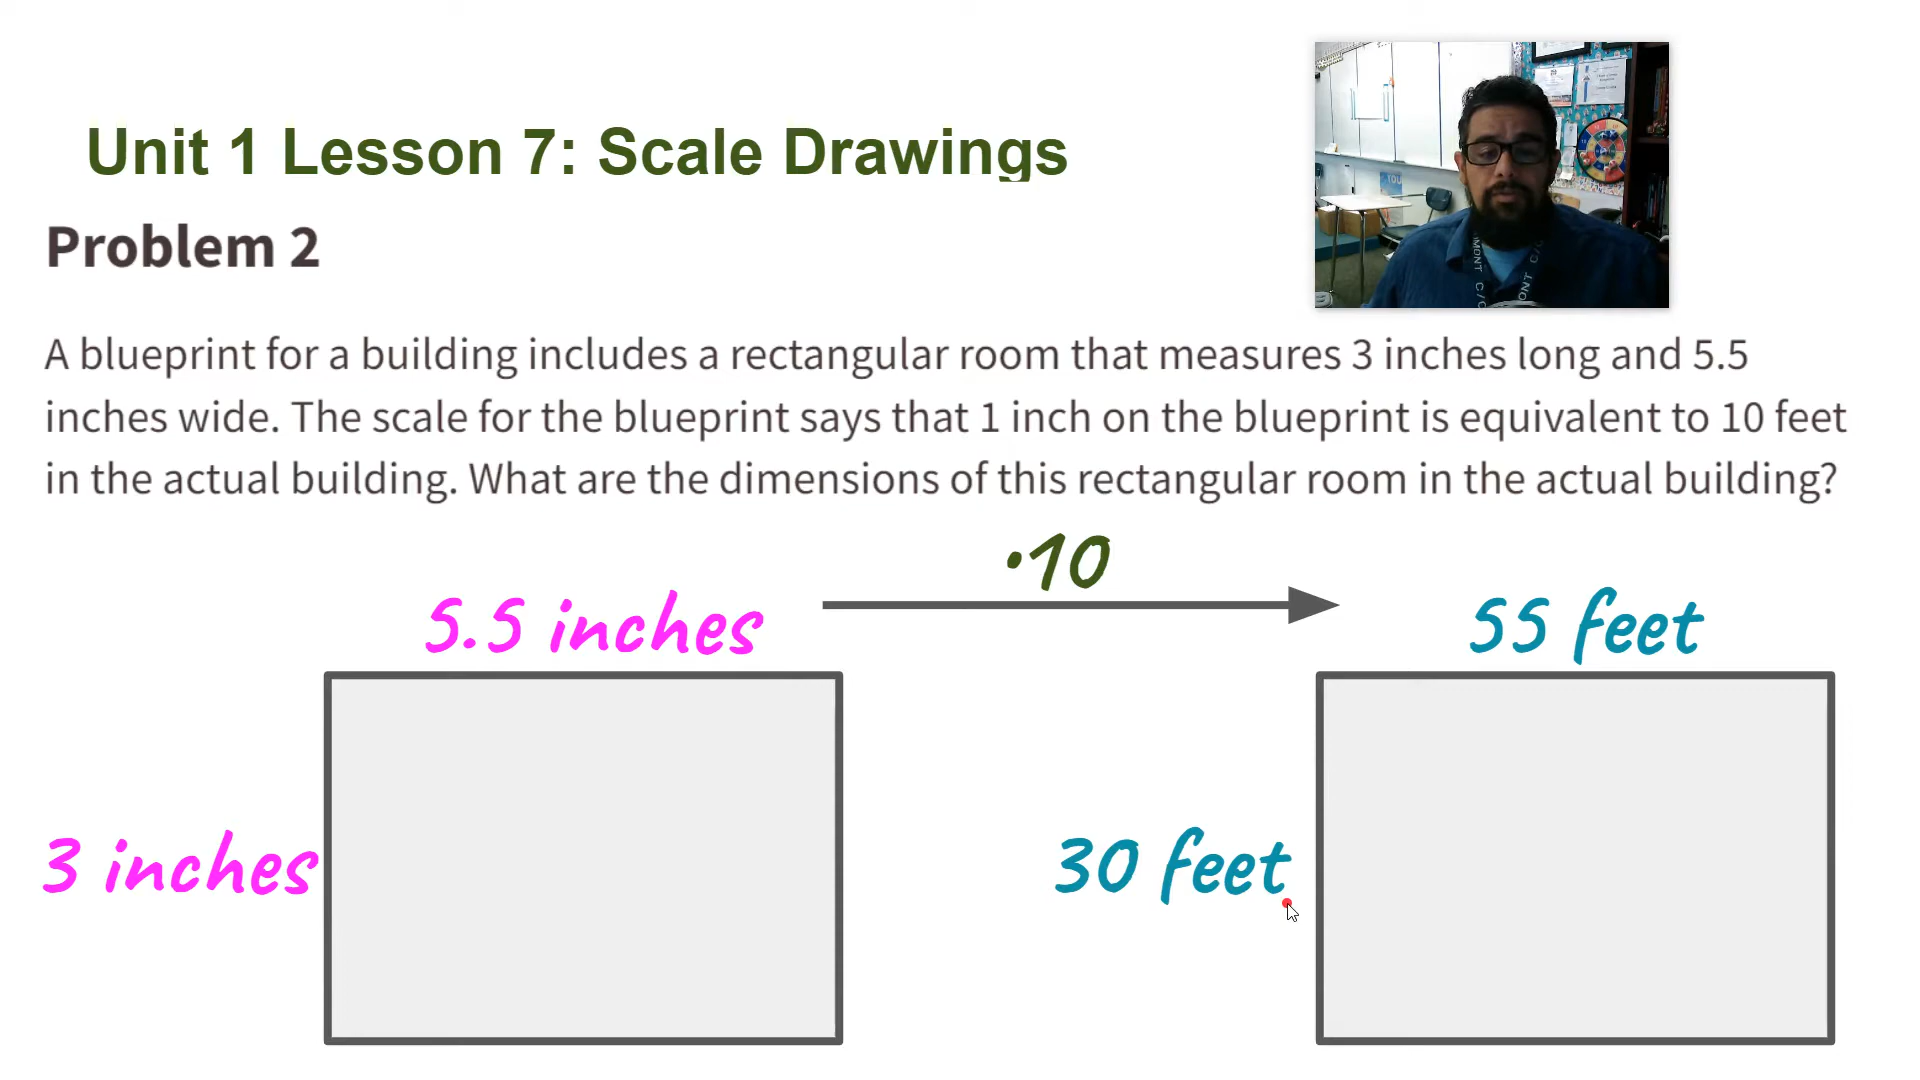 Unit 1 Lesson 7: Scale Drawings
Problem 2
A blueprint for a building includes a rectangular room that measures 3 inches long and 5.5
inches wide. The scale for the blueprint says that 1 inch on the blueprint is equivalent to 10 feet
in the actual building. What are the dimensions of this rectangular room in the actual building?
•10
5.5 inches
55 feet
3 inches
30 feet
YOU